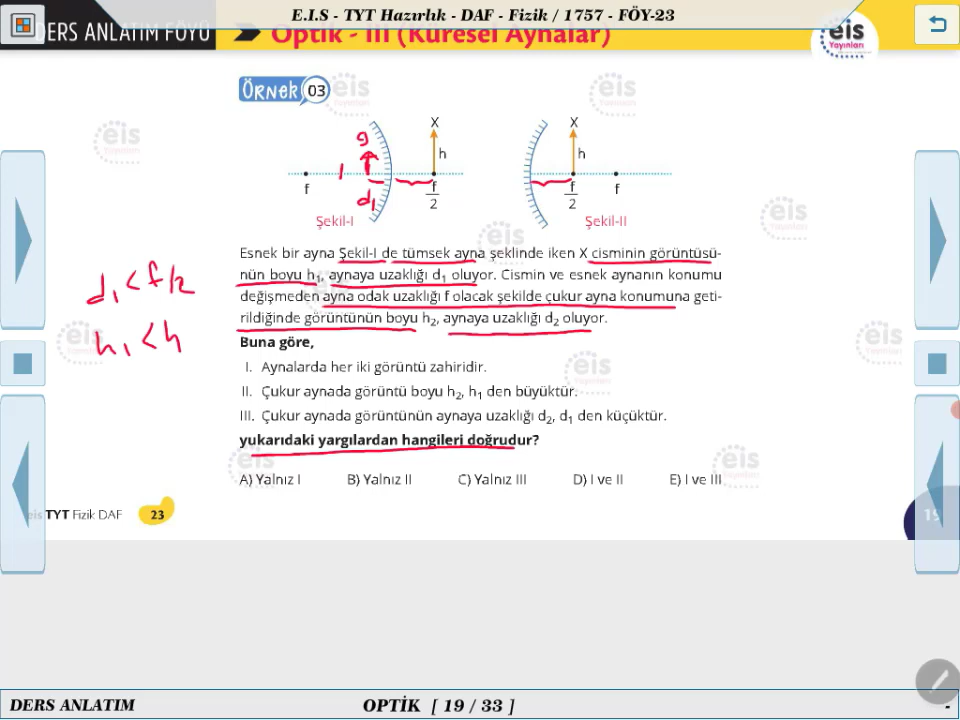 E.I.S - TYT Hazırlık - DAF - Fizik / 1757 - FÖY-23
DERS ANLATIM FÖYÜ
Optik - III (Küresel Aynalar)
eis
Yayınları
ÖRNEK 03
g
X
h
f
f
2
d₁
Şekil-I
X
h
f
2
f
Şekil-II
Esnek bir ayna Şekil-I de tümsek ayna şeklinde iken X cisminin görüntüsü-
nün boyu h₁, aynaya uzaklığı d₁ oluyor. Cismin ve esnek aynanın konumu
değişmeden ayna odak uzaklığı f olacak şekilde çukur ayna konumuna geti-
rildiğinde görüntünün boyu h₂, aynaya uzaklığı d₂ oluyor.
d₁ < f/2
h₁ < h
Buna göre,
I. Aynalarda her iki görüntü zahiridir.
II. Çukur aynada görüntü boyu h₂, h₁ den büyüktür.
III. Çukur aynada görüntünün aynaya uzaklığı d₂, d₁ den küçüktür.
yukarıdaki yargılardan hangileri doğrudur?
A) Yalnız I B) Yalnız II C) Yalnız III D) I ve II E) I ve III
eis TYT Fizik DAF 23
19
DERS ANLATIM
OPTİK [ 19 / 33 ]
-